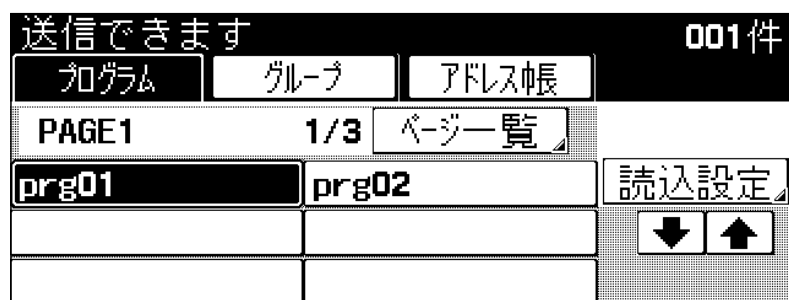 送信できます 001件
プログラム グループ アドレス帳
PAGE1 1/3 ページ一覧
prg01 prg02 読込設定